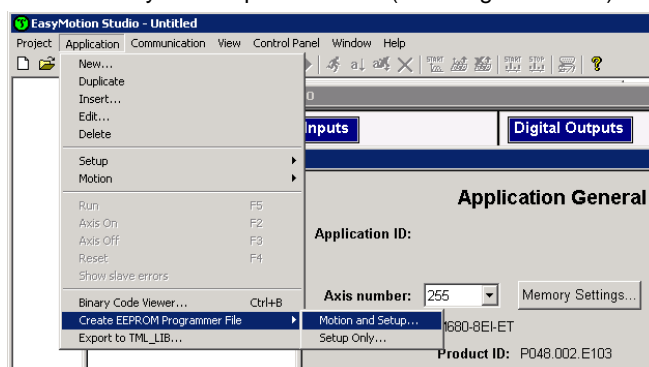 EasyMotion Studio - Untitled
Project Application Communication View Control Panel Window Help
New...
Duplicate
Insert...
Edit...
Delete
Setup
Motion
Run F5
Axis On F2
Axis Off F3
Reset F4
Show slave errors
Binary Code Viewer... Ctrl+B
Create EEPROM Programmer File
Export to TML_LIB...
Motion and Setup...
Setup Only...
nputs
Digital Outputs
Application General
Application ID:
Axis number: 255 Memory Settings...
M680-8EI-ET
Product ID: P048.002.E103